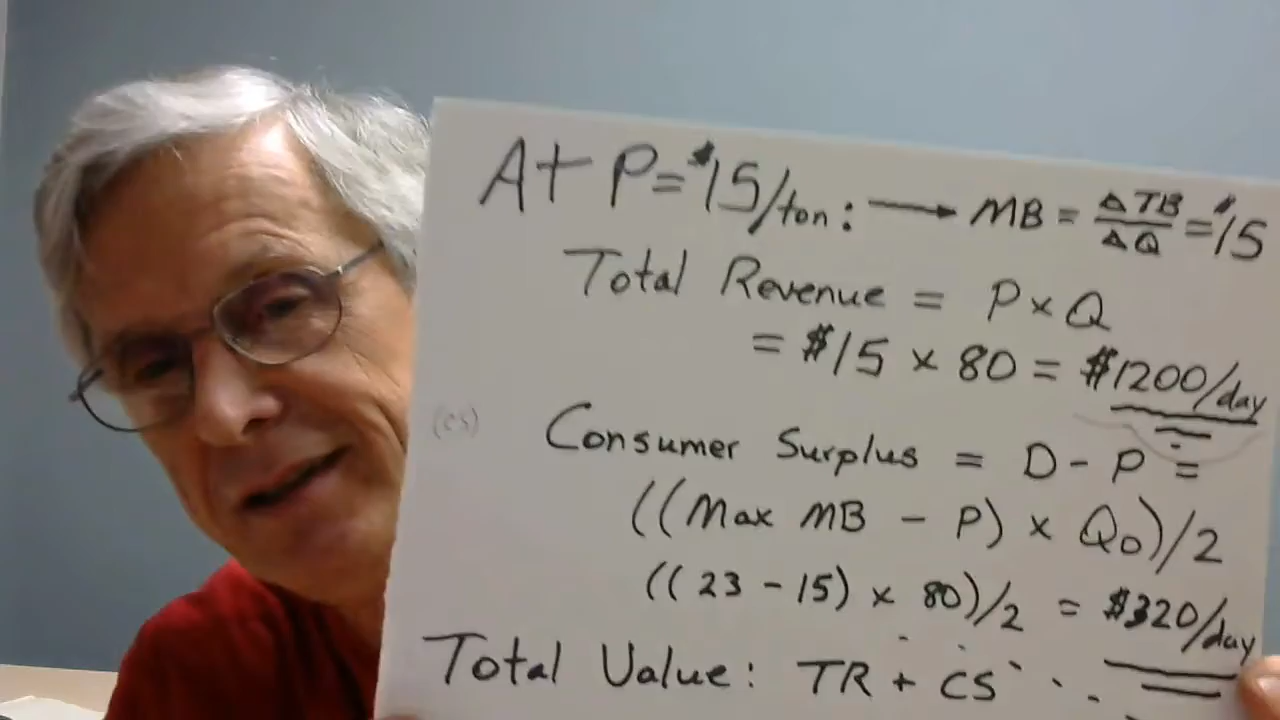 At P=$15/ton: → MB = ΔTB/ΔQ = $15
Total Revenue = P x Q
= $15 x 80 = $1200/day
(CS) Consumer Surplus = D - P =
((Max MB - P) x QD)/2
((23 - 15) x 80)/2 = $320/day
Total Value: TR + CS